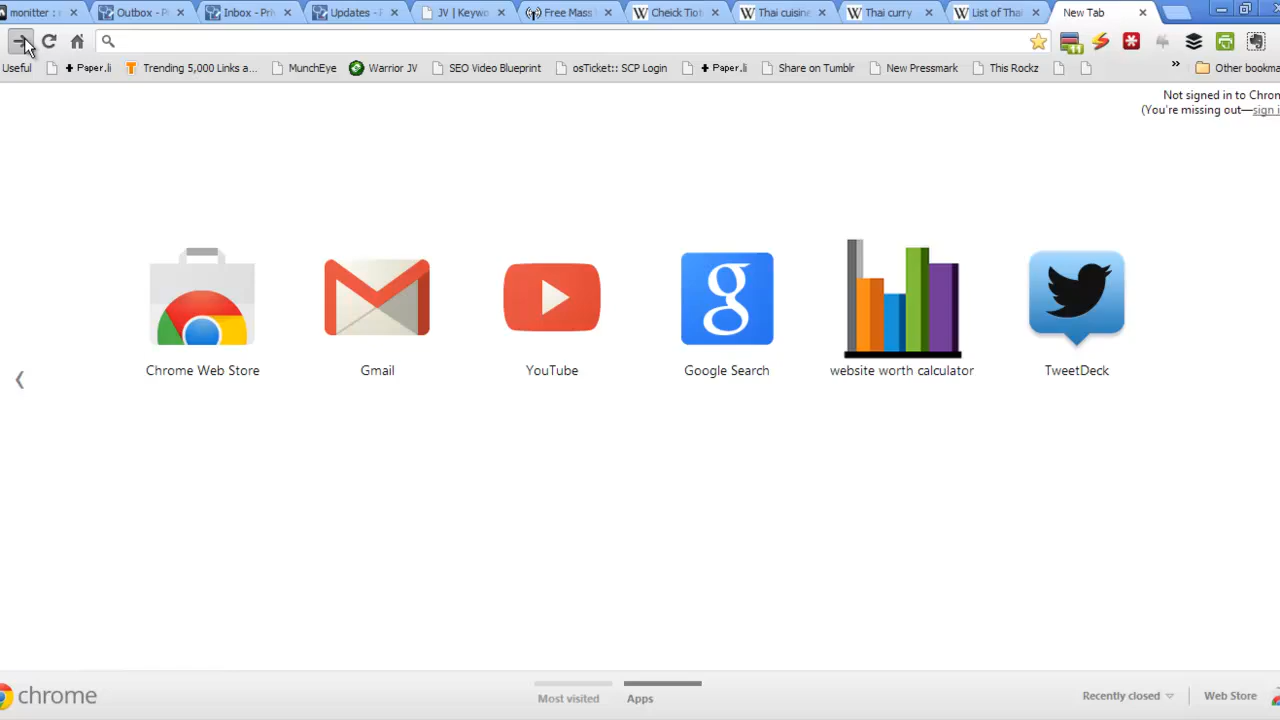 monitter : Outbox - P Inbox - Priv Updates - JV | Keywo Free Mass Cheick Tiot Thai cuisin Thai curry List of Thai New Tab
Useful Paper.li Trending 5,000 Links a... MunchEye Warrior JV SEO Video Blueprint osTicket:: SCP Login Paper.li Share on Tumblr New Pressmark This Rockz » Other bookma
11
Not signed in to Chron
(You're missing out—sign i
Chrome Web Store Gmail YouTube Google Search website worth calculator TweetDeck
chrome Most visited Apps Recently closed Web Store